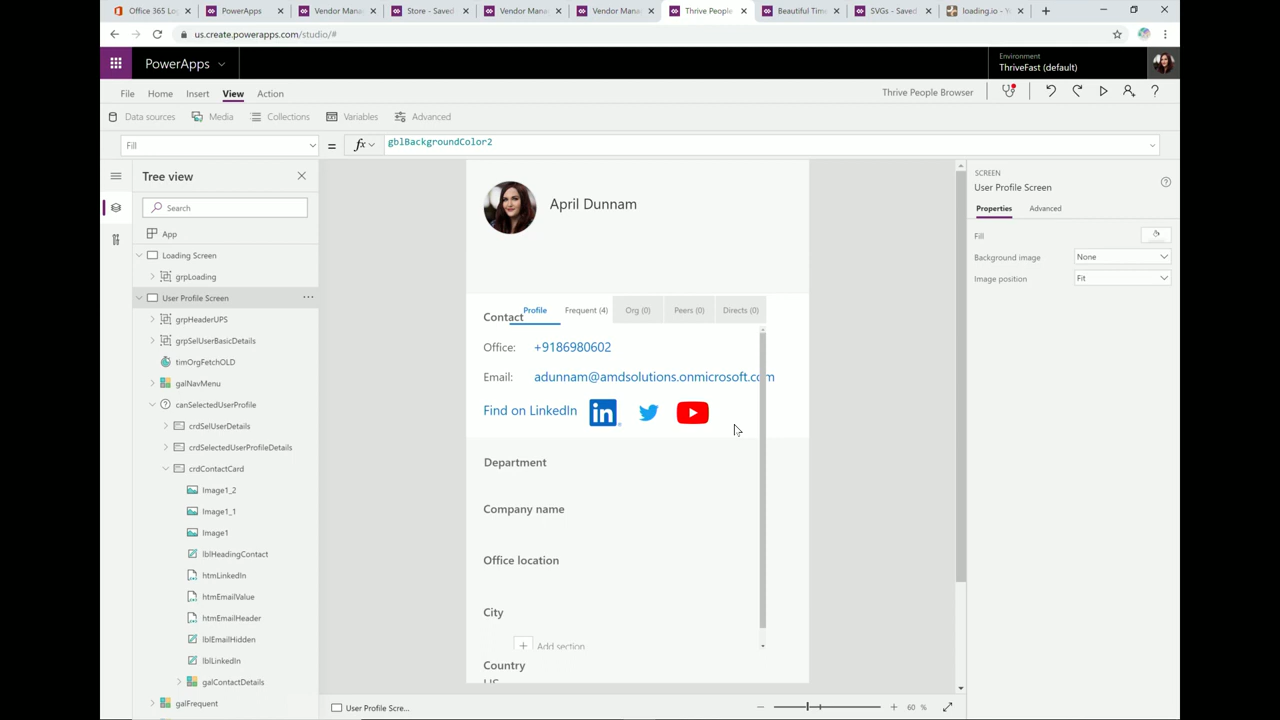 Office 365 Lo
PowerApps
Vendor Mana
Store - Saved
Vendor Mana
Vendor Mana
Thrive People
Beautiful Tim
SVGs - Saved
loading.io - Y
us.create.powerapps.com/studio/#
PowerApps
Environment
ThriveFast (default)
File
Home
Insert
View
Action
Thrive People Browser
Data sources
Media
Collections
Variables
Advanced
Fill
=
fx
gblBackgroundColor2
Tree view
Search
App
Loading Screen
grpLoading
User Profile Screen
grpHeaderUPS
grpSelUserBasicDetails
timOrgFetchOLD
galNavMenu
canSelectedUserProfile
crdSelUserDetails
crdSelectedUserProfileDetails
crdContactCard
Image1_2
Image1_1
Image1
lblHeadingContact
htmLinkedIn
htmEmailValue
htmEmailHeader
lblEmailHidden
lblLinkedIn
galContactDetails
galFrequent
April Dunnam
Profile
Frequent (4)
Org (0)
Peers (0)
Directs (0)
Contact
Office:
+9186980602
Email:
adunnam@amdsolutions.onmicrosoft.com
Find on LinkedIn
in
Department
Company name
Office location
City
Add section
Country
US
User Profile Scre...
60 %
SCREEN
User Profile Screen
Properties
Advanced
Fill
Background image
None
Image position
Fit